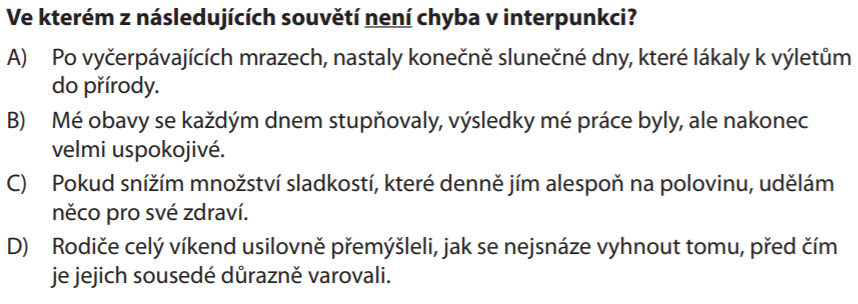 Ve kterém z následujících souvětí není chyba v interpunkci?
A) Po vyčerpávajících mrazech, nastaly konečně slunečné dny, které lákaly k výletům
do přírody.
B) Mé obavy se každým dnem stupňovaly, výsledky mé práce byly, ale nakonec
velmi uspokojivé.
C) Pokud snížím množství sladkostí, které denně jím alespoň na polovinu, udělám
něco pro své zdraví.
D) Rodiče celý víkend usilovně přemýšleli, jak se nejsnáze vyhnout tomu, před čím
je jejich sousedé důrazně varovali.